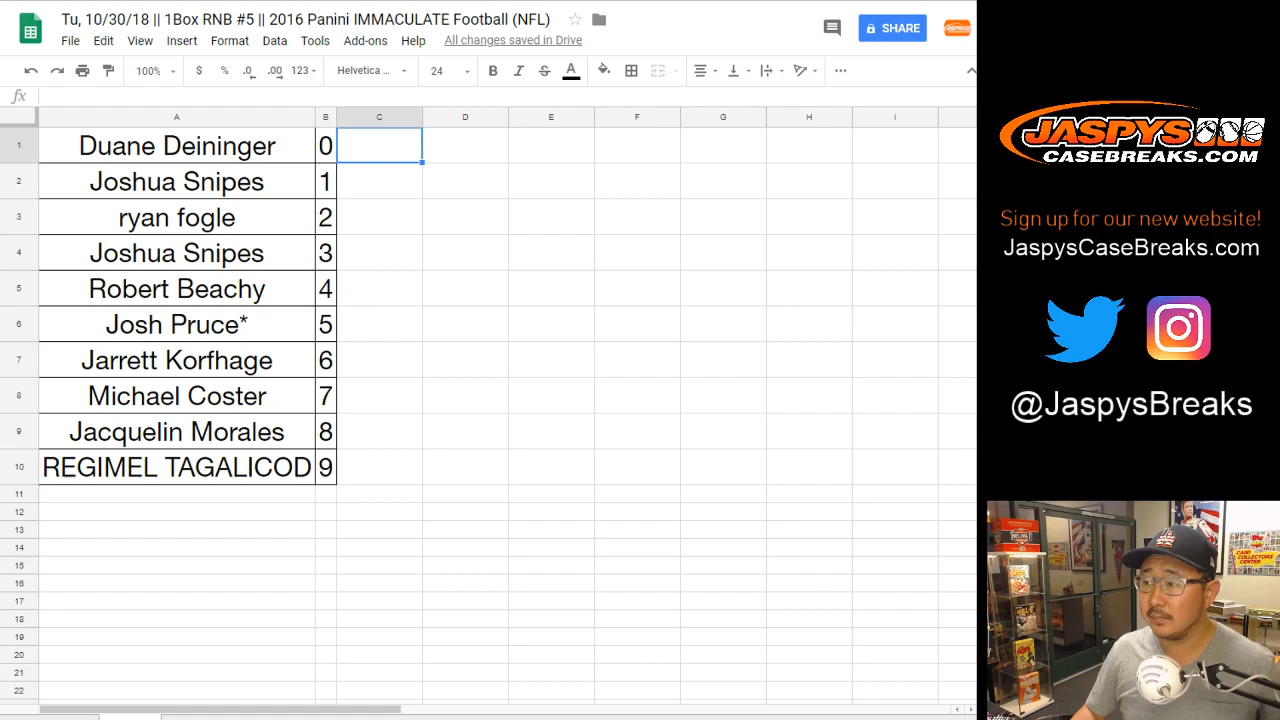 Tu, 10/30/18 || 1Box RNB #5 || 2016 Panini IMMACULATE Football (NFL)
File Edit View Insert Format Data Tools Add-ons Help All changes saved in Drive
SHARE
100% $ % .0 .00 123 Helvetica ... 24 B I S A
fx
A B C D E F G H I
1 Duane Deininger 0
2 Joshua Snipes 1
3 ryan fogle 2
4 Joshua Snipes 3
5 Robert Beachy 4
6 Josh Pruce* 5
7 Jarrett Korfhage 6
8 Michael Coster 7
9 Jacquelin Morales 8
10 REGIMEL TAGALICOD 9
11
12
13
14
15
16
17
18
19
20
21
22
JASPYS
CASEBREAKS.COM
Sign up for our new website!
JaspysCaseBreaks.com
@JaspysBreaks